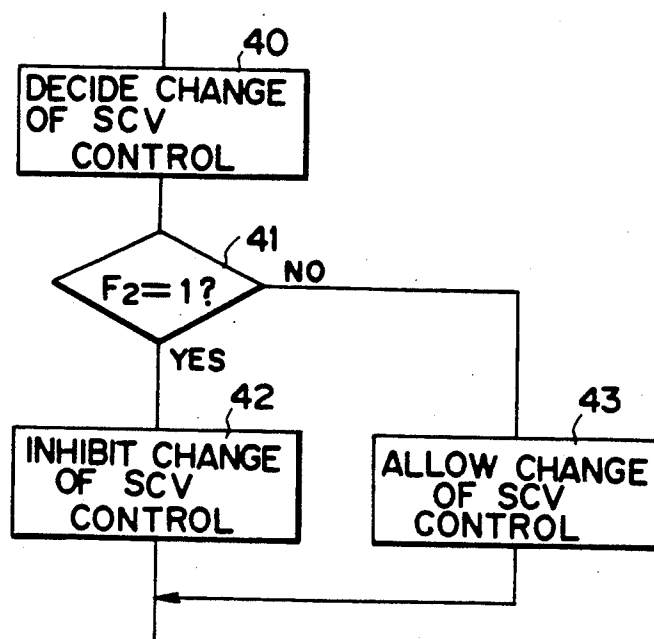 40
DECIDE CHANGE
OF SCV
CONTROL
41
F2=1?
NO
YES
42
INHIBIT CHANGE
OF SCV
CONTROL
43
ALLOW CHANGE
OF SCV
CONTROL